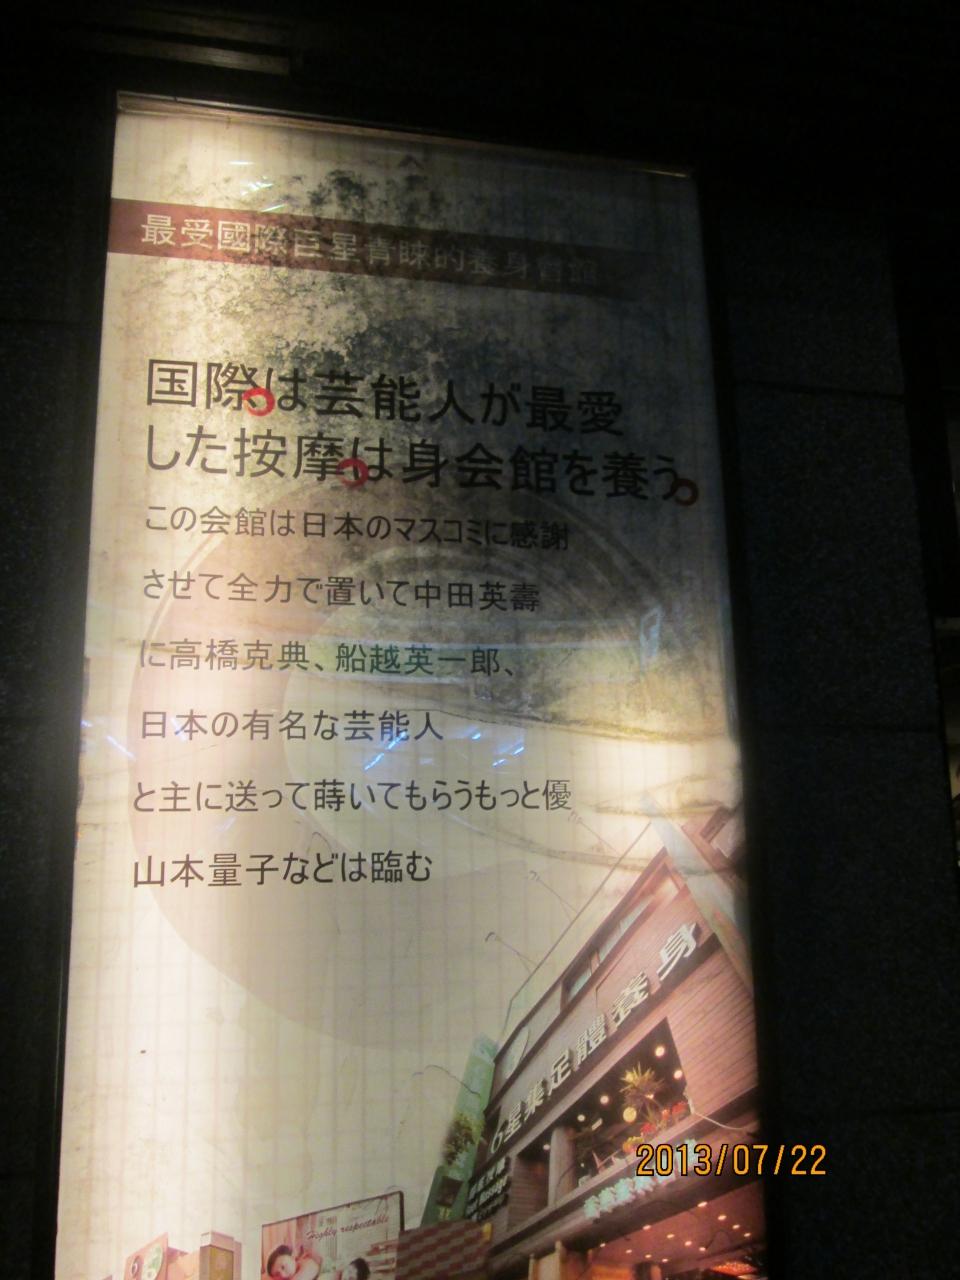 最受國際巨星青睞的養身會館
国際は芸能人が最愛
した按摩は身会館を養う。
この会館は日本のマスコミに感謝
させて全力で置いて中田英壽
に高橋克典、船越英一郎、
日本の有名な芸能人
と主に送って蒔いてもらうもっと優
山本量子などは臨む
6星集足體養身
Highly respectable
2013/07/22